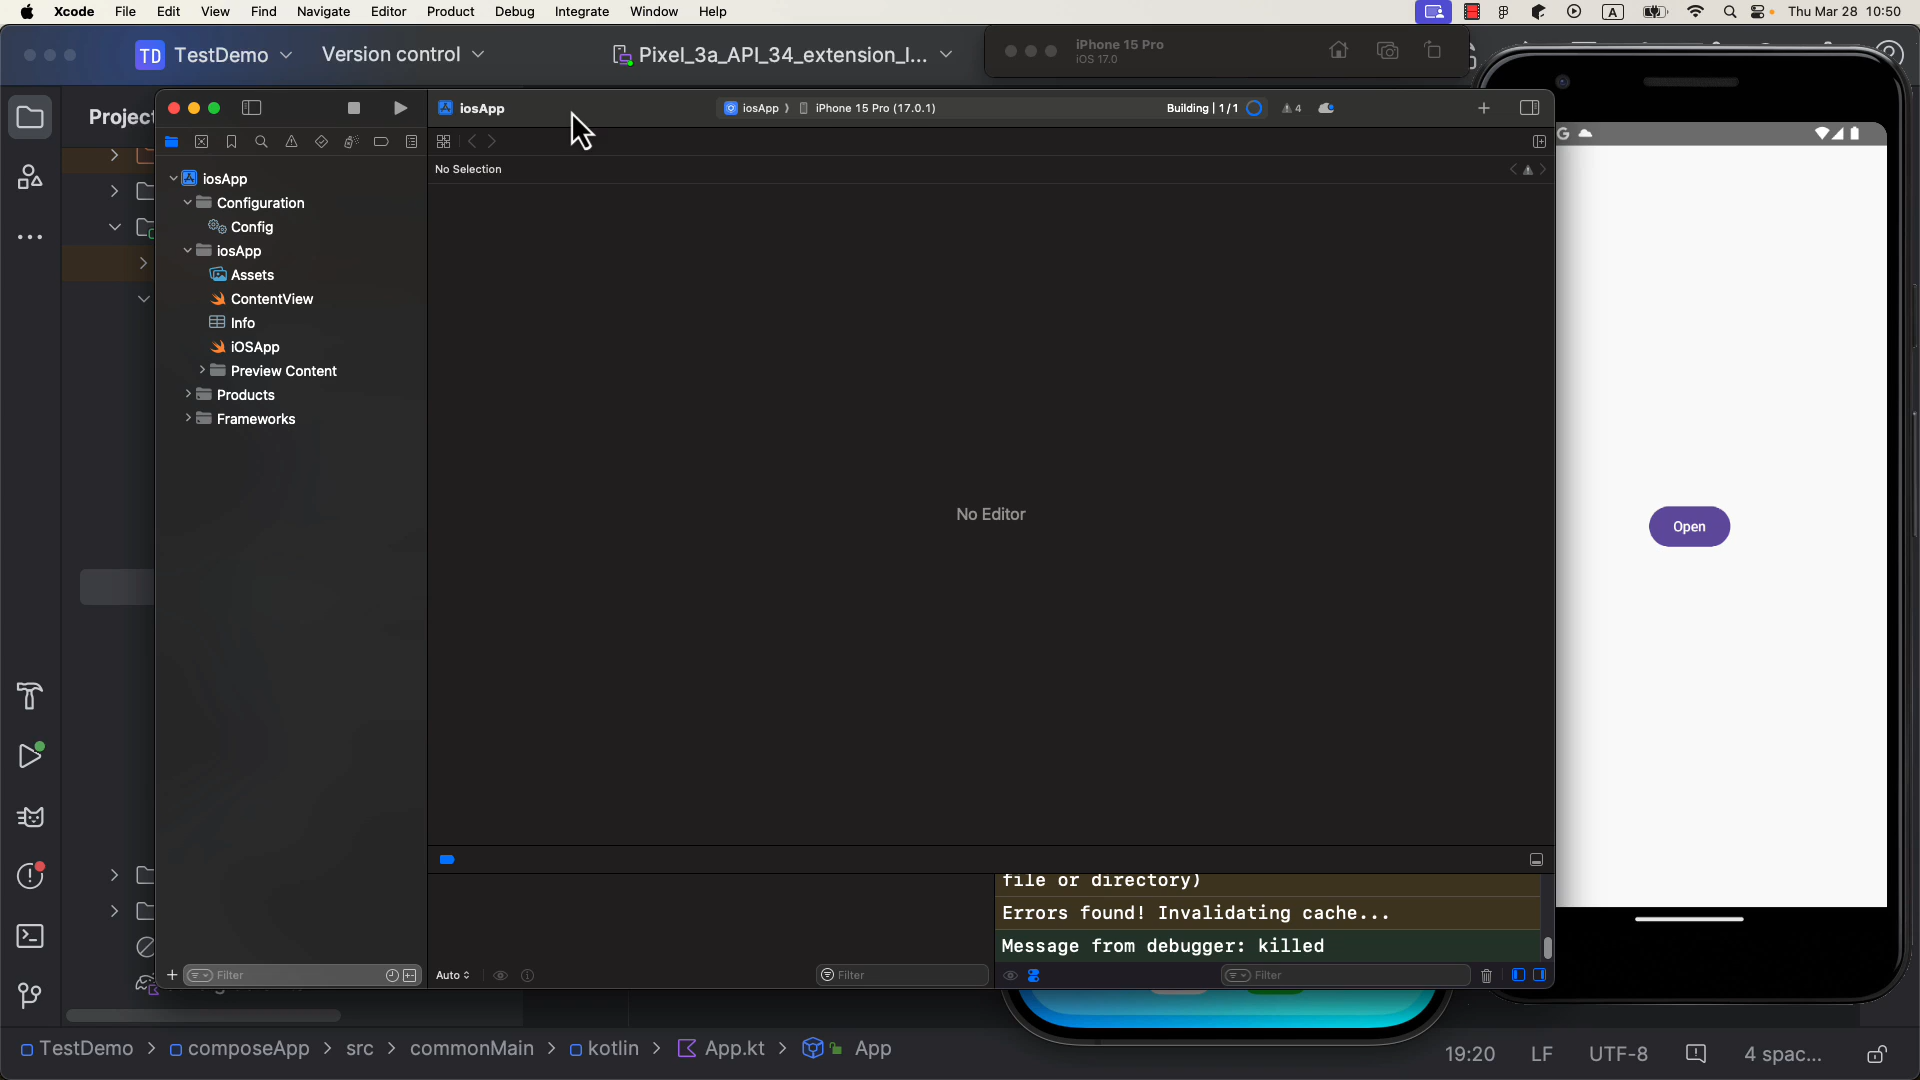 Xcode File Edit View Find Navigate Editor Product Debug Integrate Window Help
A Thu Mar 28 10:50
TD TestDemo Version control Pixel_3a_API_34_extension_l...
iPhone 15 Pro
iOS 17.0
Project
iosApp
iosApp iPhone 15 Pro (17.0.1) Building | 1/1 4
No Selection
iosApp
Configuration
Config
iosApp
Assets
ContentView
Info
iOSApp
Preview Content
Products
Frameworks
No Editor
G
Open
file or directory)
Errors found! Invalidating cache...
Message from debugger: killed
Filter
Auto
Filter
Filter
TestDemo composeApp src commonMain kotlin App.kt App
19:20 LF UTF-8 4 spac...